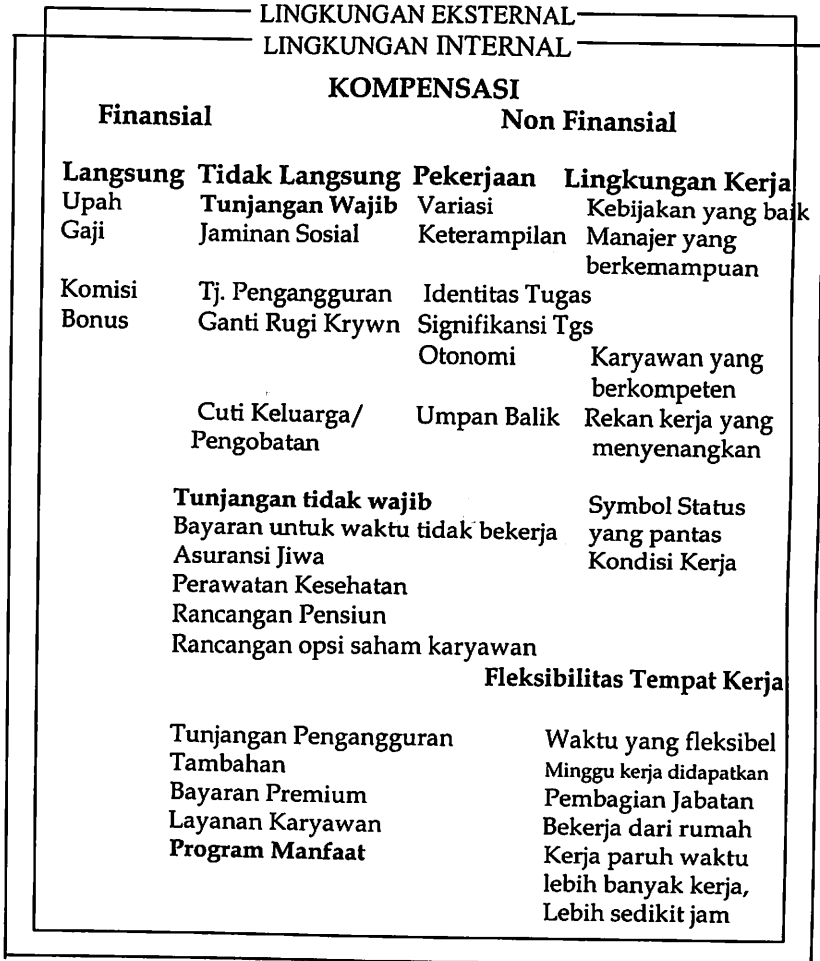 LINGKUNGAN EKSTERNAL
LINGKUNGAN INTERNAL
KOMPENSASI
Finansial Non Finansial
Langsung Tidak Langsung Pekerjaan Lingkungan Kerja
Upah Tunjangan Wajib Variasi Kebijakan yang baik
Gaji Jaminan Sosial Keterampilan Manajer yang
berkemampuan
Komisi Tj. Pengangguran Identitas Tugas
Bonus Ganti Rugi Krywn Signifikansi Tgs
Otonomi Karyawan yang
berkompeten
Cuti Keluarga/ Umpan Balik Rekan kerja yang
Pengobatan menyenangkan
Tunjangan tidak wajib Symbol Status
Bayaran untuk waktu tidak bekerja yang pantas
Asuransi Jiwa Kondisi Kerja
Perawatan Kesehatan
Rancangan Pensiun
Rancangan opsi saham karyawan
Fleksibilitas Tempat Kerja
Tunjangan Pengangguran Waktu yang fleksibel
Tambahan Minggu kerja didapatkan
Bayaran Premium Pembagian Jabatan
Layanan Karyawan Bekerja dari rumah
Program Manfaat Kerja paruh waktu
lebih banyak kerja,
Lebih sedikit jam